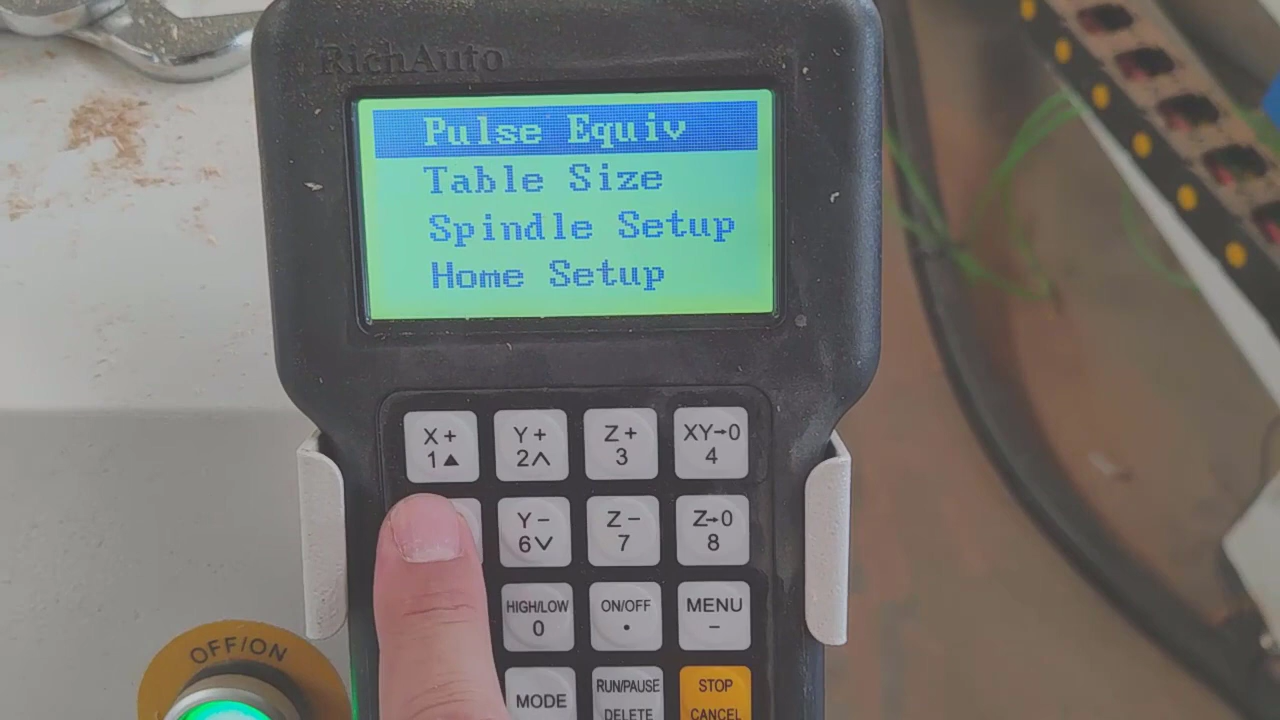 RichAuto
Pulse Equiv
Table Size
Spindle Setup
Home Setup
X+ Y+ Z+ XY→0
1▲ 2∧ 3 4
Y− Z− Z→0
6∨ 7 8
HIGH/LOW ON/OFF MENU
0 • −
MODE RUN/PAUSE STOP
DELETE CANCEL
OFF/ON